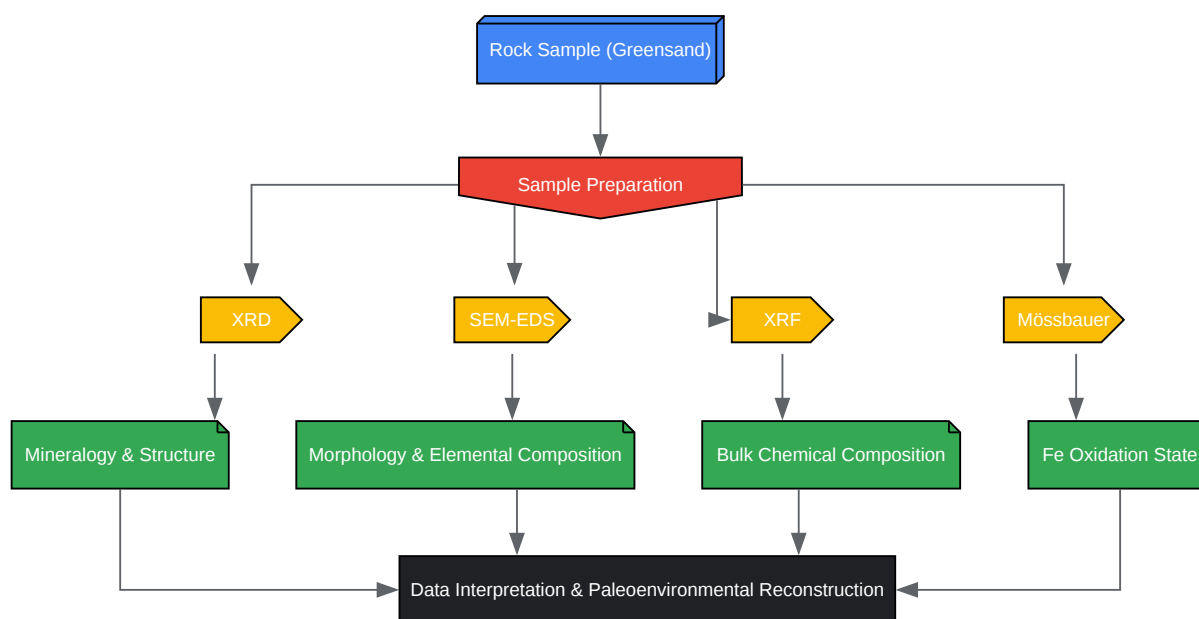 Rock Sample (Greensand)
Sample Preparation
XRD
SEM-EDS
XRF
Mössbauer
Mineralogy & Structure
Morphology & Elemental Composition
Bulk Chemical Composition
Fe Oxidation State
Data Interpretation & Paleoenvironmental Reconstruction